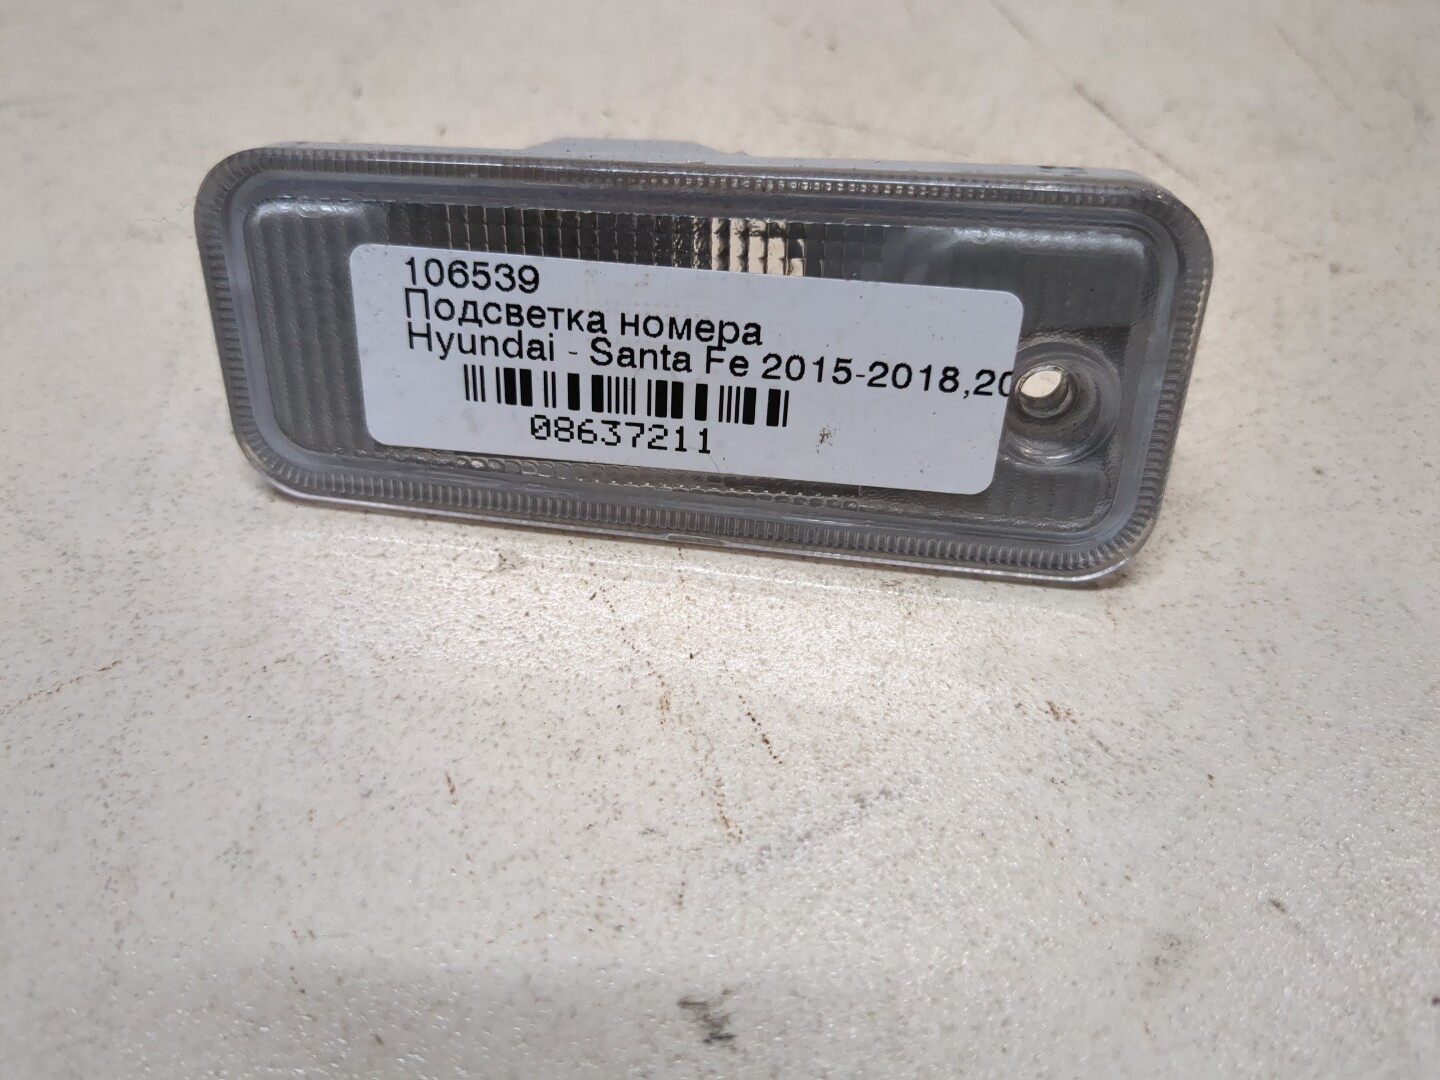 106539
Подсветка номера
Hyundai - Santa Fe 2015-2018,20
08637211